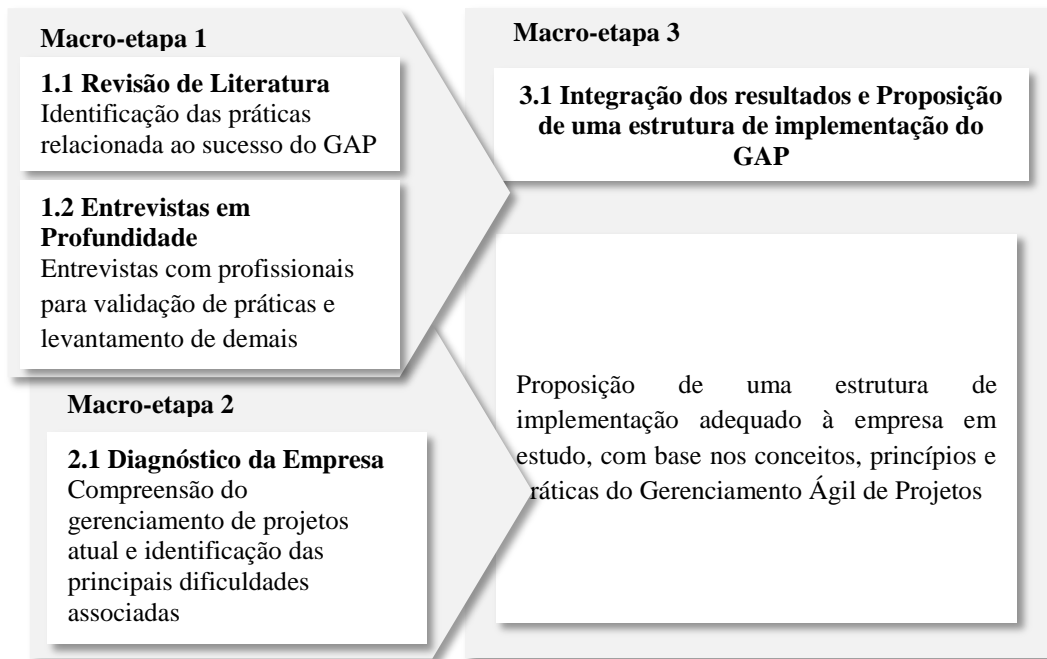 Macro-etapa 1
1.1 Revisão de Literatura
Identificação das práticas
relacionada ao sucesso do GAP
1.2 Entrevistas em
Profundidade
Entrevistas com profissionais
para validação de práticas e
levantamento de demais
Macro-etapa 2
2.1 Diagnóstico da Empresa
Compreensão do
gerenciamento de projetos
atual e identificação das
principais dificuldades
associadas
Macro-etapa 3
3.1 Integração dos resultados e Proposição
de uma estrutura de implementação do
GAP
Proposição de uma estrutura de
implementação adequado à empresa em
estudo, com base nos conceitos, princípios e
ráticas do Gerenciamento Ágil de Projetos